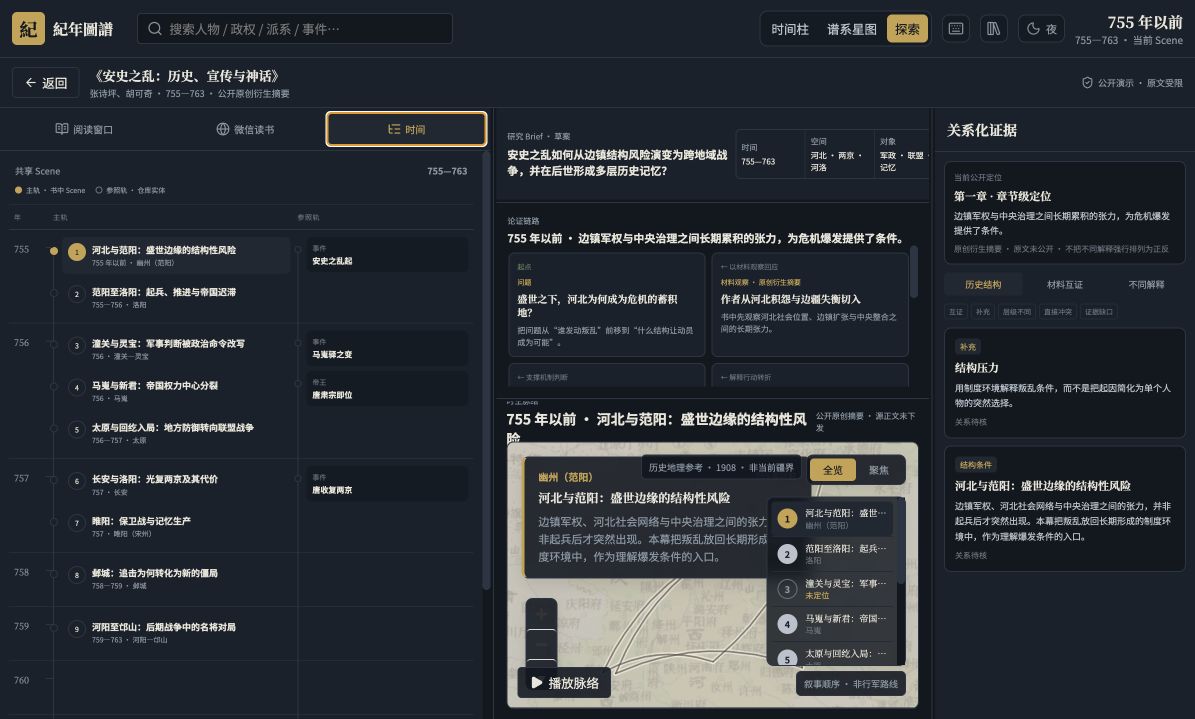 紀
紀年圖譜
搜索人物 / 政权 / 派系 / 事件…
时间柱
谱系星图
探索
夜
755 年以前
755—763 · 当前 Scene
← 返回
《安史之乱：历史、宣传与神话》
张诗坪、胡可奇 · 755—763 · 公开原创衍生摘要
公开演示 · 原文受限
阅读窗口
微信读书
时间
共享 Scene
755—763
主轨 · 书中 Scene
参照轨 · 仓库实体
年
主轨
参照轨
755
1
河北与范阳：盛世边缘的结构性风险
755 年以前 · 幽州（范阳）
事件
安史之乱起
2
范阳至洛阳：起兵、推进与帝国迟滞
755—756 · 洛阳
756
3
潼关与灵宝：军事判断被政治命令改写
756 · 潼关—灵宝
事件
马嵬驿之变
4
马嵬与新君：帝国权力中心分裂
756 · 马嵬
帝王
唐肃宗即位
5
太原与回纥入局：地方防御转向联盟战争
756—757 · 太原
757
6
长安与洛阳：光复两京及其代价
757 · 长安
事件
唐收复两京
7
睢阳：保卫战与记忆生产
757 · 睢阳（宋州）
758
8
邺城：追击为何转化为新的僵局
758—759 · 邺城
759
9
河阳至邙山：后期战争中的名将对局
759—763 · 河阳—邙山
760
研究 Brief · 草案
安史之乱如何从边镇结构风险演变为跨地域战
争，并在后世形成多层历史记忆？
时间
755—763
空间
河北 · 两京 ·
河洛
对象
军政 · 联盟 ·
记忆
论证链路
755 年以前 · 边镇军权与中央治理之间长期累积的张力，为危机爆发提供了条件。
起点
问题
盛世之下，河北为何成为危机的蓄积
地？
把问题从“谁发动叛乱”前移到“什么结构让动员
成为可能”。
← 以材料观察回应
材料观察 · 原创衍生摘要
作者从河北积怨与边疆失衡切入
书中先观察河北社会位置、边镇扩张与中央整合之
间的长期张力。
← 支撑机制判断
← 解释行动转折
755 年以前 · 河北与范阳：盛世边缘的结构性风
险
公开原创摘要 · 源正文未下
发
历史地理参考 · 1908 · 非当前疆界
全览
聚焦
幽州（范阳）
河北与范阳：盛世边缘的结构性风险
边镇军权、河北社会网络与中央治理之间的张力
非起兵后才突然出现。本幕把叛乱放回长期形成
度环境中，作为理解爆发条件的入口。
1
河北与范阳：盛世…
幽州（范阳）
2
范阳至洛阳：起兵…
洛阳
3
潼关与灵宝：军事…
未定位
4
马嵬与新君：帝国…
马嵬
5
太原与回纥入局：…
▶ 播放脉络
叙事顺序 · 非行军路线
关系化证据
当前公开定位
第一章 · 章节级定位
边镇军权与中央治理之间长期累积的张力，为危机爆发
提供了条件。
原创衍生摘要 · 原文未公开 · 不把不同解释强行排列为正反
历史结构
材料互证
不同解释
互证
补充
层级不同
直接冲突
证据缺口
补充
结构压力
用制度环境解释叛乱条件，而不是把起因简化为单个人
物的突然选择。
关系待核
结构条件
河北与范阳：盛世边缘的结构性风险
边镇军权、河北社会网络与中央治理之间的张力，并非
起兵后才突然出现。本幕把叛乱放回长期形成的制度环
境中，作为理解爆发条件的入口。
关系待核